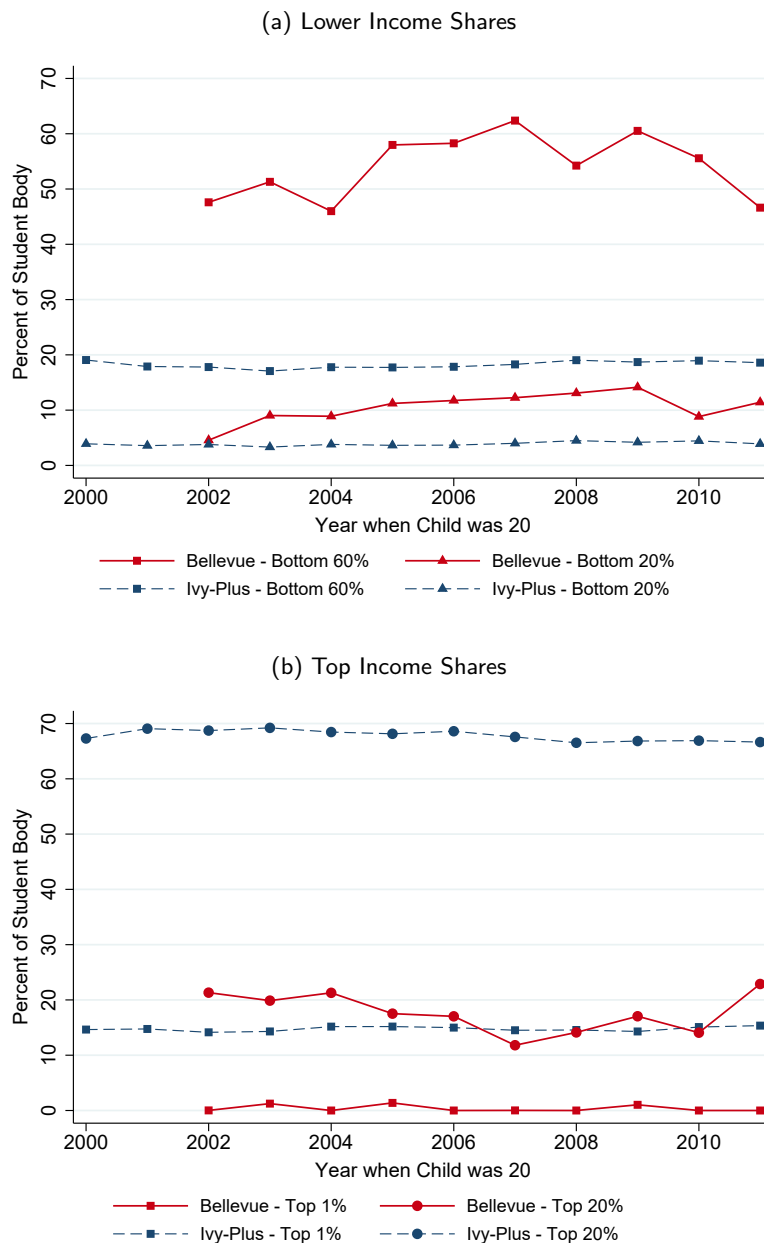 (a) Lower Income Shares
70
60
50
40
30
20
10
0
Percent of Student Body
2000 2002 2004 2006 2008 2010
Year when Child was 20
Bellevue - Bottom 60% Bellevue - Bottom 20%
Ivy-Plus - Bottom 60% Ivy-Plus - Bottom 20%
(b) Top Income Shares
70
60
50
40
30
20
10
0
Percent of Student Body
2000 2002 2004 2006 2008 2010
Year when Child was 20
Bellevue - Top 1% Bellevue - Top 20%
Ivy-Plus - Top 1% Ivy-Plus - Top 20%